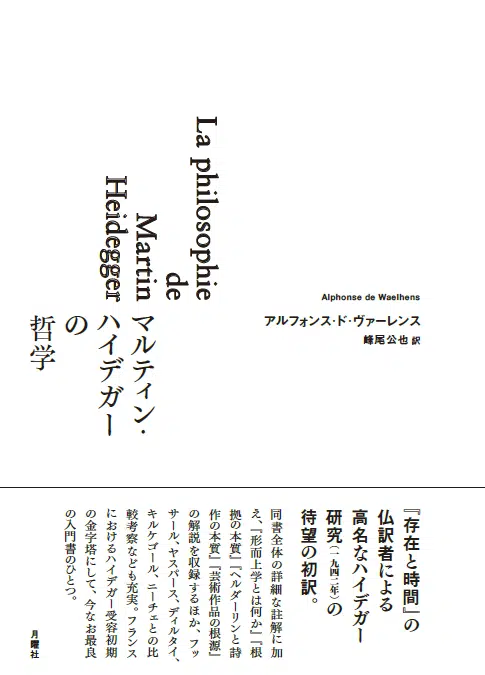 La philosophie
de
Martin
Heidegger
マルティン・
ハイデガー
の
哲学
Alphonse de Waelhens
アルフォンス・ド・ヴァーレンス
峰尾公也 訳
『存在と時間』の
仏訳者による
高名なハイデガー
研究（一九四二年）の
待望の初訳。
同書全体の詳細な註解に加
え、『形而上学とは何か』『根
拠の本質』『ヘルダーリンと詩
作の本質』『芸術作品の根源』
の解説を収録するほか、フッ
サール、ヤスパース、ディルタイ、
キルケゴール、ニーチェとの比
較考察なども充実。フランス
におけるハイデガー受容初期
の金字塔にして、今なお最良
の入門書のひとつ。
月曜社